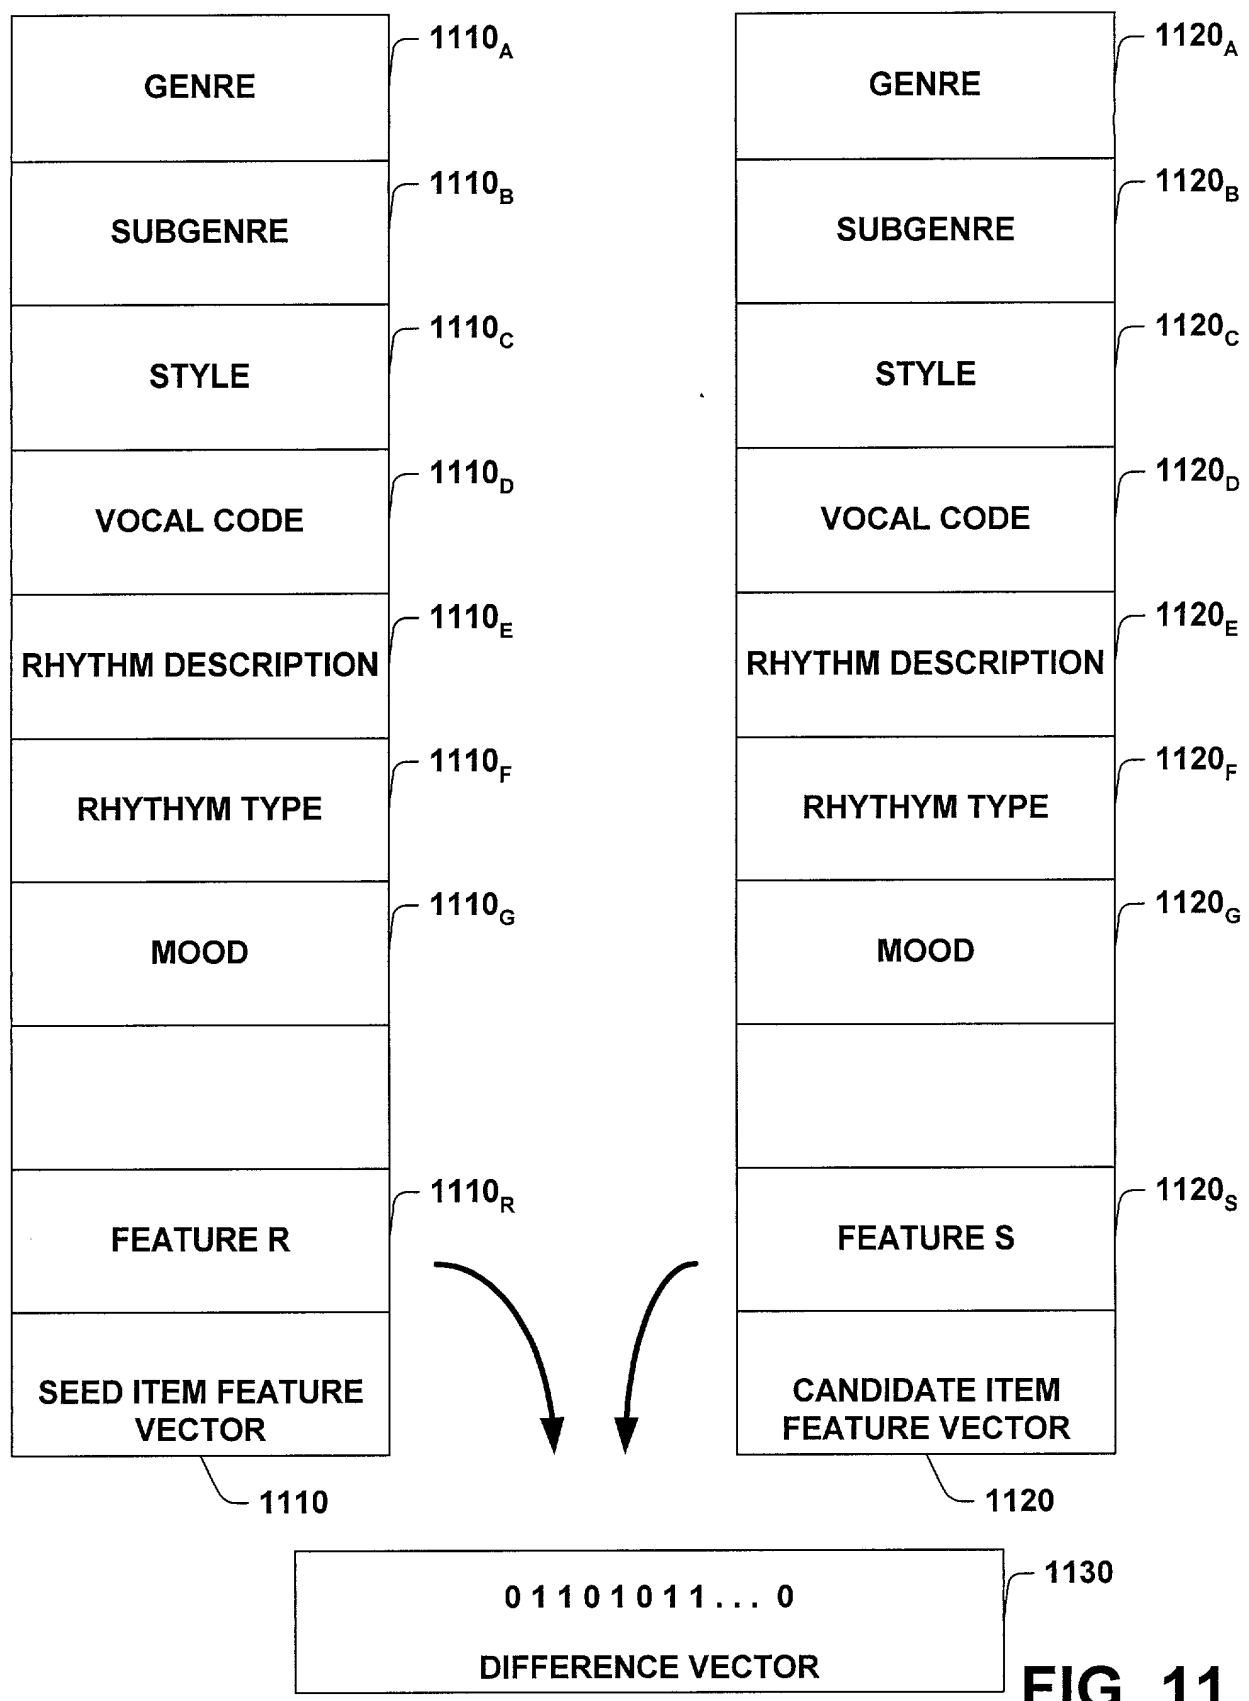 GENRE
1110A
SUBGENRE
1110B
STYLE
1110C
VOCAL CODE
1110D
RHYTHM DESCRIPTION
1110E
RHYTHYM TYPE
1110F
MOOD
1110G
FEATURE R
1110R
SEED ITEM FEATURE
VECTOR
1110
GENRE
1120A
SUBGENRE
1120B
STYLE
1120C
VOCAL CODE
1120D
RHYTHM DESCRIPTION
1120E
RHYTHYM TYPE
1120F
MOOD
1120G
FEATURE S
1120S
CANDIDATE ITEM
FEATURE VECTOR
1120
0 1 1 0 1 0 1 1 . . . 0
DIFFERENCE VECTOR
1130
FIG. 11